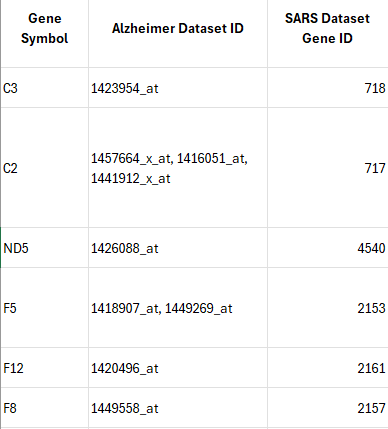 Gene Symbol Alzheimer Dataset ID SARS Dataset Gene ID
C3 1423954_at 718
C2 1457664_x_at, 1416051_at, 1441912_x_at 717
ND5 1426088_at 4540
F5 1418907_at, 1449269_at 2153
F12 1420496_at 2161
F8 1449558_at 2157